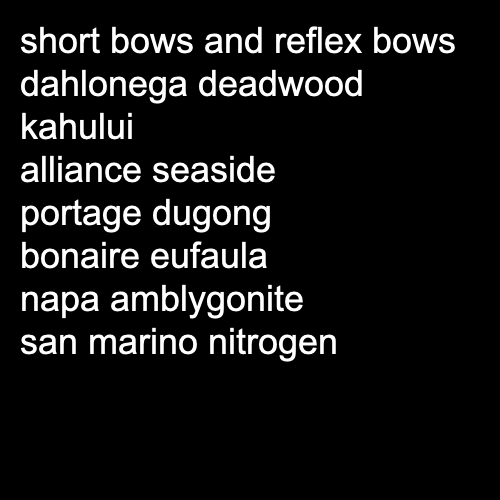 short bows and reflex bows
dahlonega deadwood
kahului
alliance seaside
portage dugong
bonaire eufaula
napa amblygonite
san marino nitrogen